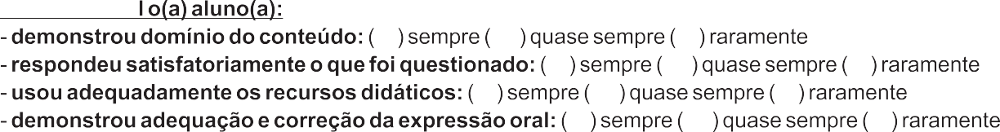 l o(a) aluno(a):
- demonstrou domínio do conteúdo: ( ) sempre ( ) quase sempre ( ) raramente
- respondeu satisfatoriamente o que foi questionado: ( ) sempre ( ) quase sempre ( ) raramente
- usou adequadamente os recursos didáticos: ( ) sempre ( ) quase sempre ( ) raramente
- demonstrou adequação e correção da expressão oral: ( ) sempre ( ) quase sempre ( ) raramente